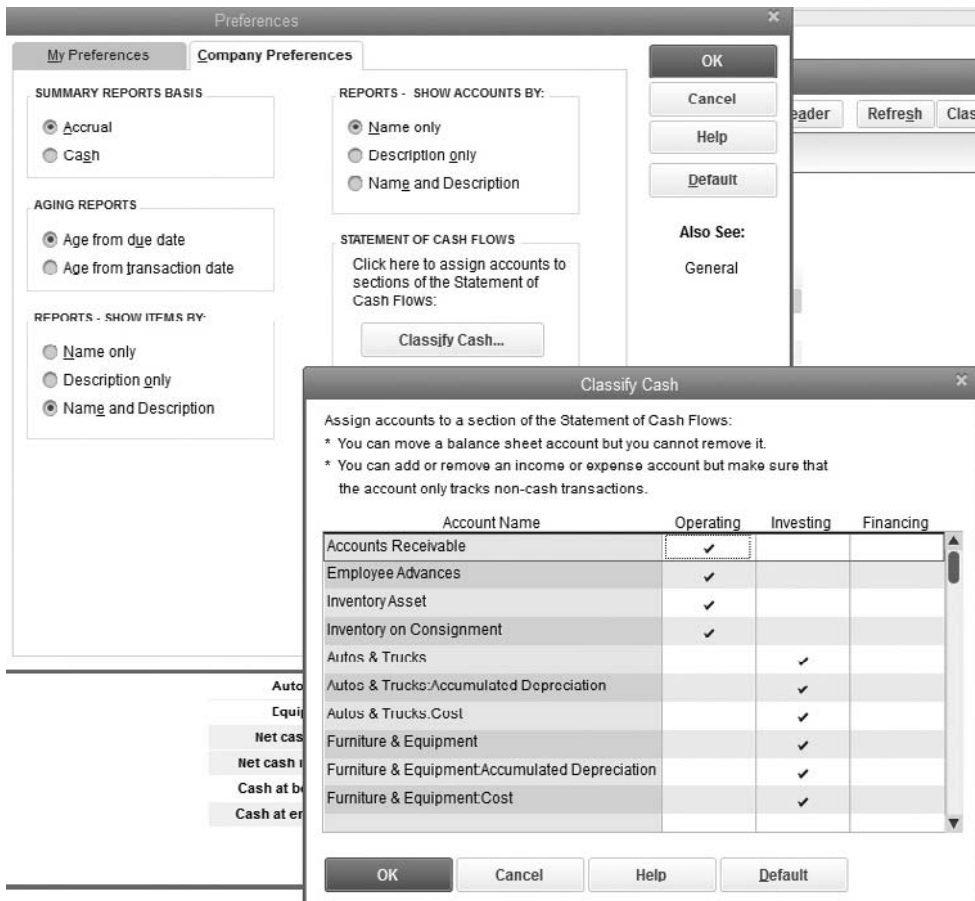 Preferences
My Preferences
Company Preferences
SUMMARY REPORTS BASIS
Accrual
Cash
AGING REPORTS
Age from due date
Age from transaction date
REPORTS - SHOW ITEMS BY:
Name only
Description only
Name and Description
REPORTS - SHOW ACCOUNTS BY:
Name only
Description only
Name and Description
STATEMENT OF CASH FLOWS
Click here to assign accounts to
sections of the Statement of
Cash Flows:
Classify Cash...
OK
Cancel
Help
Default
Also See:
General
Refresh
Classify Cash
Assign accounts to a section of the Statement of Cash Flows:
* You can move a balance sheet account but you cannot remove it.
* You can add or remove an income or expense account but make sure that
the account only tracks non-cash transactions.
Account Name Operating Investing Financing
Accounts Receivable ✓
Employee Advances ✓
Inventory Asset ✓
Inventory on Consignment ✓
Autos & Trucks ✓
Autos & Trucks:Accumulated Depreciation ✓
Autos & Trucks:Cost ✓
Furniture & Equipment ✓
Furniture & Equipment:Accumulated Depreciation ✓
Furniture & Equipment:Cost ✓
OK
Cancel
Help
Default
Auto
Equi
Net cas
Net cash
Cash at b
Cash at e